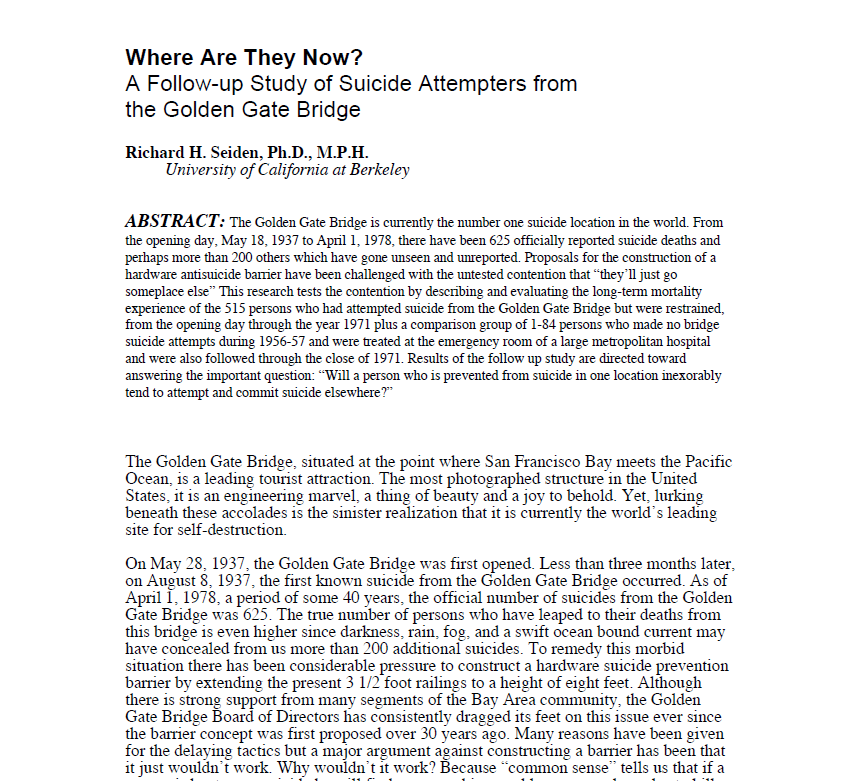 Where Are They Now?
A Follow-up Study of Suicide Attempters from
the Golden Gate Bridge
Richard H. Seiden, Ph.D., M.P.H.
University of California at Berkeley
ABSTRACT: The Golden Gate Bridge is currently the number one suicide location in the world. From
the opening day, May 18, 1937 to April 1, 1978, there have been 625 officially reported suicide deaths and
perhaps more than 200 others which have gone unseen and unreported. Proposals for the construction of a
hardware antisuicide barrier have been challenged with the untested contention that “they’ll just go
someplace else” This research tests the contention by describing and evaluating the long-term mortality
experience of the 515 persons who had attempted suicide from the Golden Gate Bridge but were restrained,
from the opening day through the year 1971 plus a comparison group of 1-84 persons who made no bridge
suicide attempts during 1956-57 and were treated at the emergency room of a large metropolitan hospital
and were also followed through the close of 1971. Results of the follow up study are directed toward
answering the important question: “Will a person who is prevented from suicide in one location inexorably
tend to attempt and commit suicide elsewhere?”
The Golden Gate Bridge, situated at the point where San Francisco Bay meets the Pacific
Ocean, is a leading tourist attraction. The most photographed structure in the United
States, it is an engineering marvel, a thing of beauty and a joy to behold. Yet, lurking
beneath these accolades is the sinister realization that it is currently the world’s leading
site for self-destruction.
On May 28, 1937, the Golden Gate Bridge was first opened. Less than three months later,
on August 8, 1937, the first known suicide from the Golden Gate Bridge occurred. As of
April 1, 1978, a period of some 40 years, the official number of suicides from the Golden
Gate Bridge was 625. The true number of persons who have leaped to their deaths from
this bridge is even higher since darkness, rain, fog, and a swift ocean bound current may
have concealed from us more than 200 additional suicides. To remedy this morbid
situation there has been considerable pressure to construct a hardware suicide prevention
barrier by extending the present 3 1/2 foot railings to a height of eight feet. Although
there is strong support from many segments of the Bay Area community, the Golden
Gate Bridge Board of Directors has consistently dragged its feet on this issue ever since
the barrier concept was first proposed over 30 years ago. Many reasons have been given
for the delaying tactics but a major argument against constructing a barrier has been that
it just wouldn’t work. Why wouldn’t it work? Because “common sense” tells us that if a